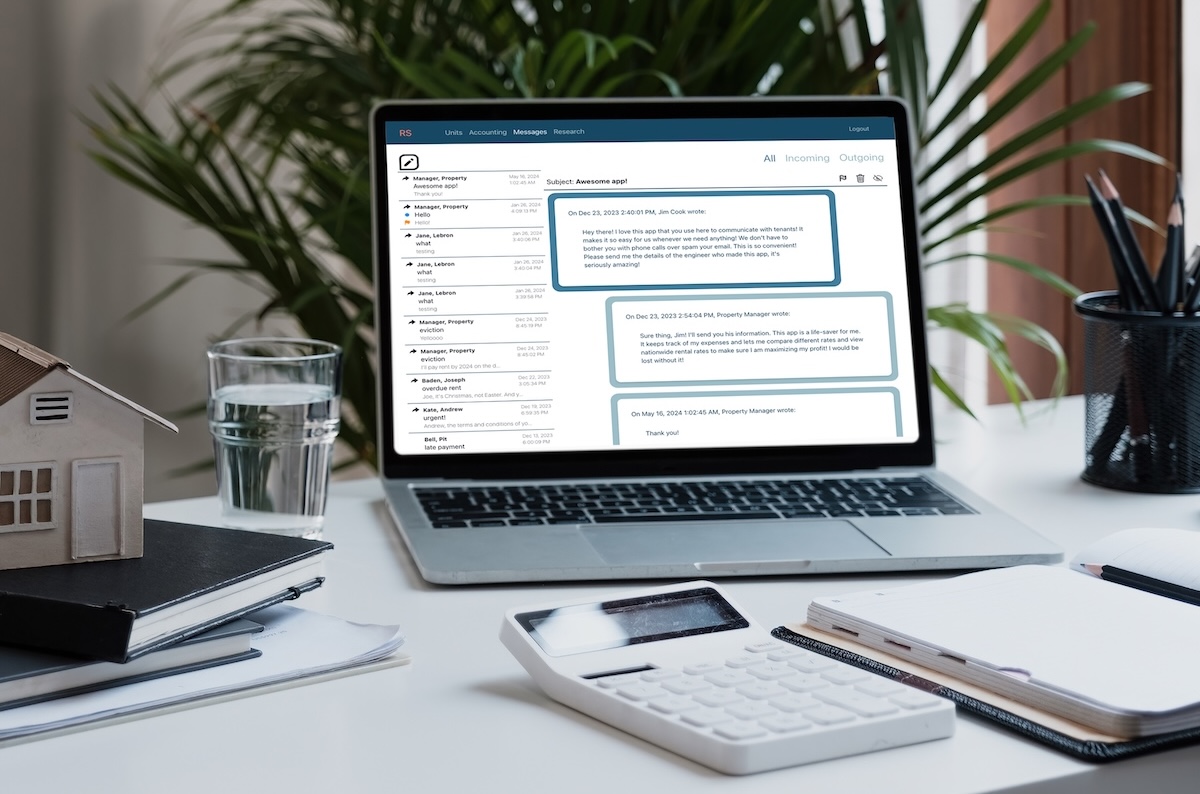 RS
Units Accounting Messages Research
Logout
All Incoming Outgoing
Manager, Property May 16, 2024
Awesome app! 1:02:45 AM
Thank you!
Manager, Property Jan 26, 2024
Hello 4:09:13 PM
Hello!
Jane, Lebron Jan 26, 2024
what 3:40:06 PM
testing
Jane, Lebron Jan 26, 2024
what 3:40:04 PM
testing
Jane, Lebron Jan 26, 2024
what 3:39:58 PM
testing
Manager, Property Dec 24, 2023
eviction 8:45:19 PM
Yolloooo
Manager, Property Dec 24, 2023
eviction 8:45:02 PM
I'll pay rent by 2024 on the d...
Baden, Joseph Dec 22, 2023
overdue rent 3:05:34 PM
Joe, It's Christmas, not Easter. And y...
Kate, Andrew Dec 19, 2023
urgent! 6:59:35 PM
Andrew, the terms and conditions of yo...
Bell, Pit Dec 15, 2023
late payment 6:00:09 PM
Subject: Awesome app!
On Dec 23, 2023 2:40:01 PM, Jim Cook wrote:
Hey there! I love this app that you use here to communicate with tenants! It
makes it so easy for us whenever we need anything! We don't have to
bother you with phone calls over spam your email. This is so convenient!
Please send me the details of the engineer who made this app, it's
seriously amazing!
On Dec 23, 2023 2:54:04 PM, Property Manager wrote:
Sure thing, Jim! I'll send you his information. This app is a life-saver for me.
It keeps track of my expenses and lets me compare different rates and view
nationwide rental rates to make sure I am maximizing my profit! I would be
lost without it!
On May 16, 2024 1:02:45 AM, Property Manager wrote:
Thank you!